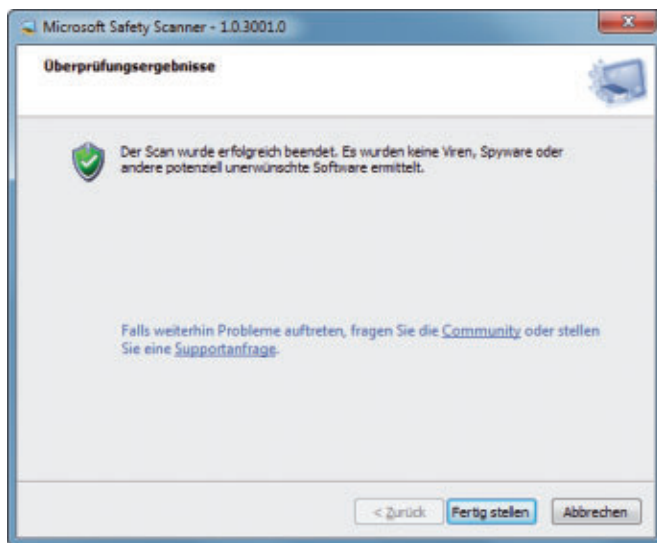 Microsoft Safety Scanner - 1.0.3001.0
Überprüfungsergebnisse
Der Scan wurde erfolgreich beendet. Es wurden keine Viren, Spyware oder
andere potenziell unerwünschte Software ermittelt.
Falls weiterhin Probleme auftreten, fragen Sie die Community oder stellen
Sie eine Supportanfrage.
< Zurück Fertig stellen Abbrechen